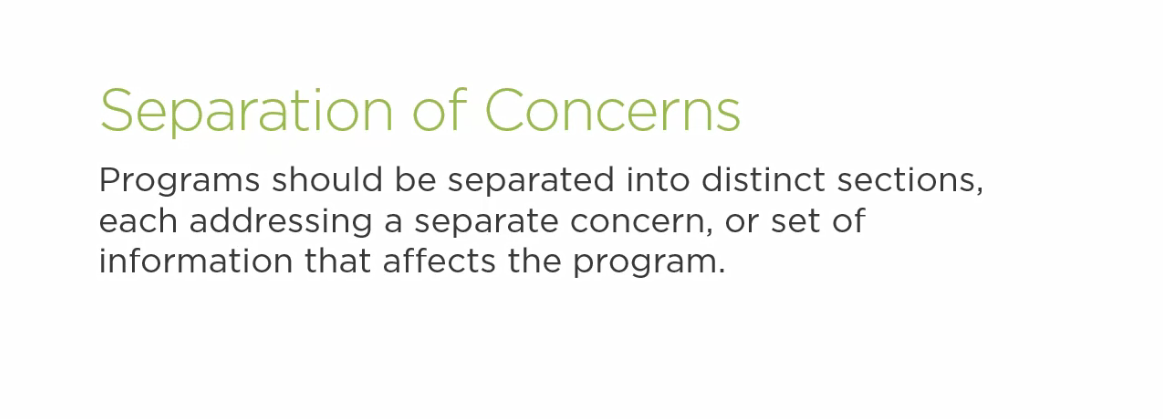 Separation of Concerns
Programs should be separated into distinct sections,
each addressing a separate concern, or set of
information that affects the program.